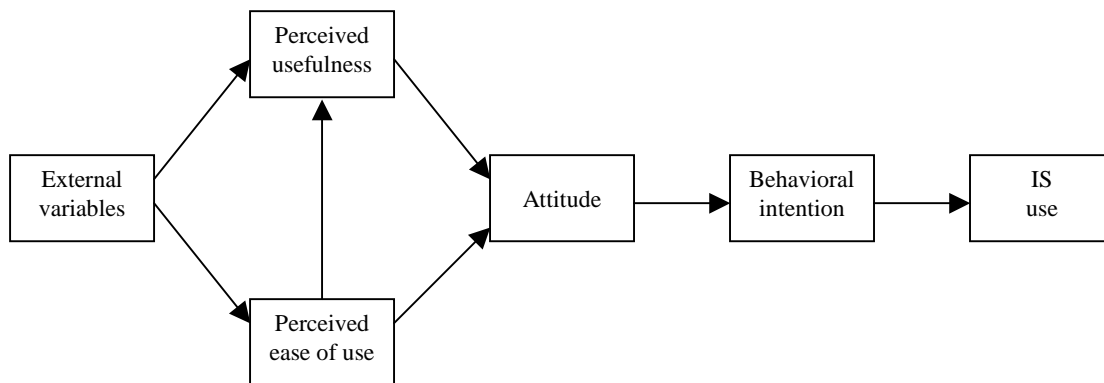 Perceived
usefulness
External
variables
Attitude
Behavioral
intention
IS
use
Perceived
ease of use